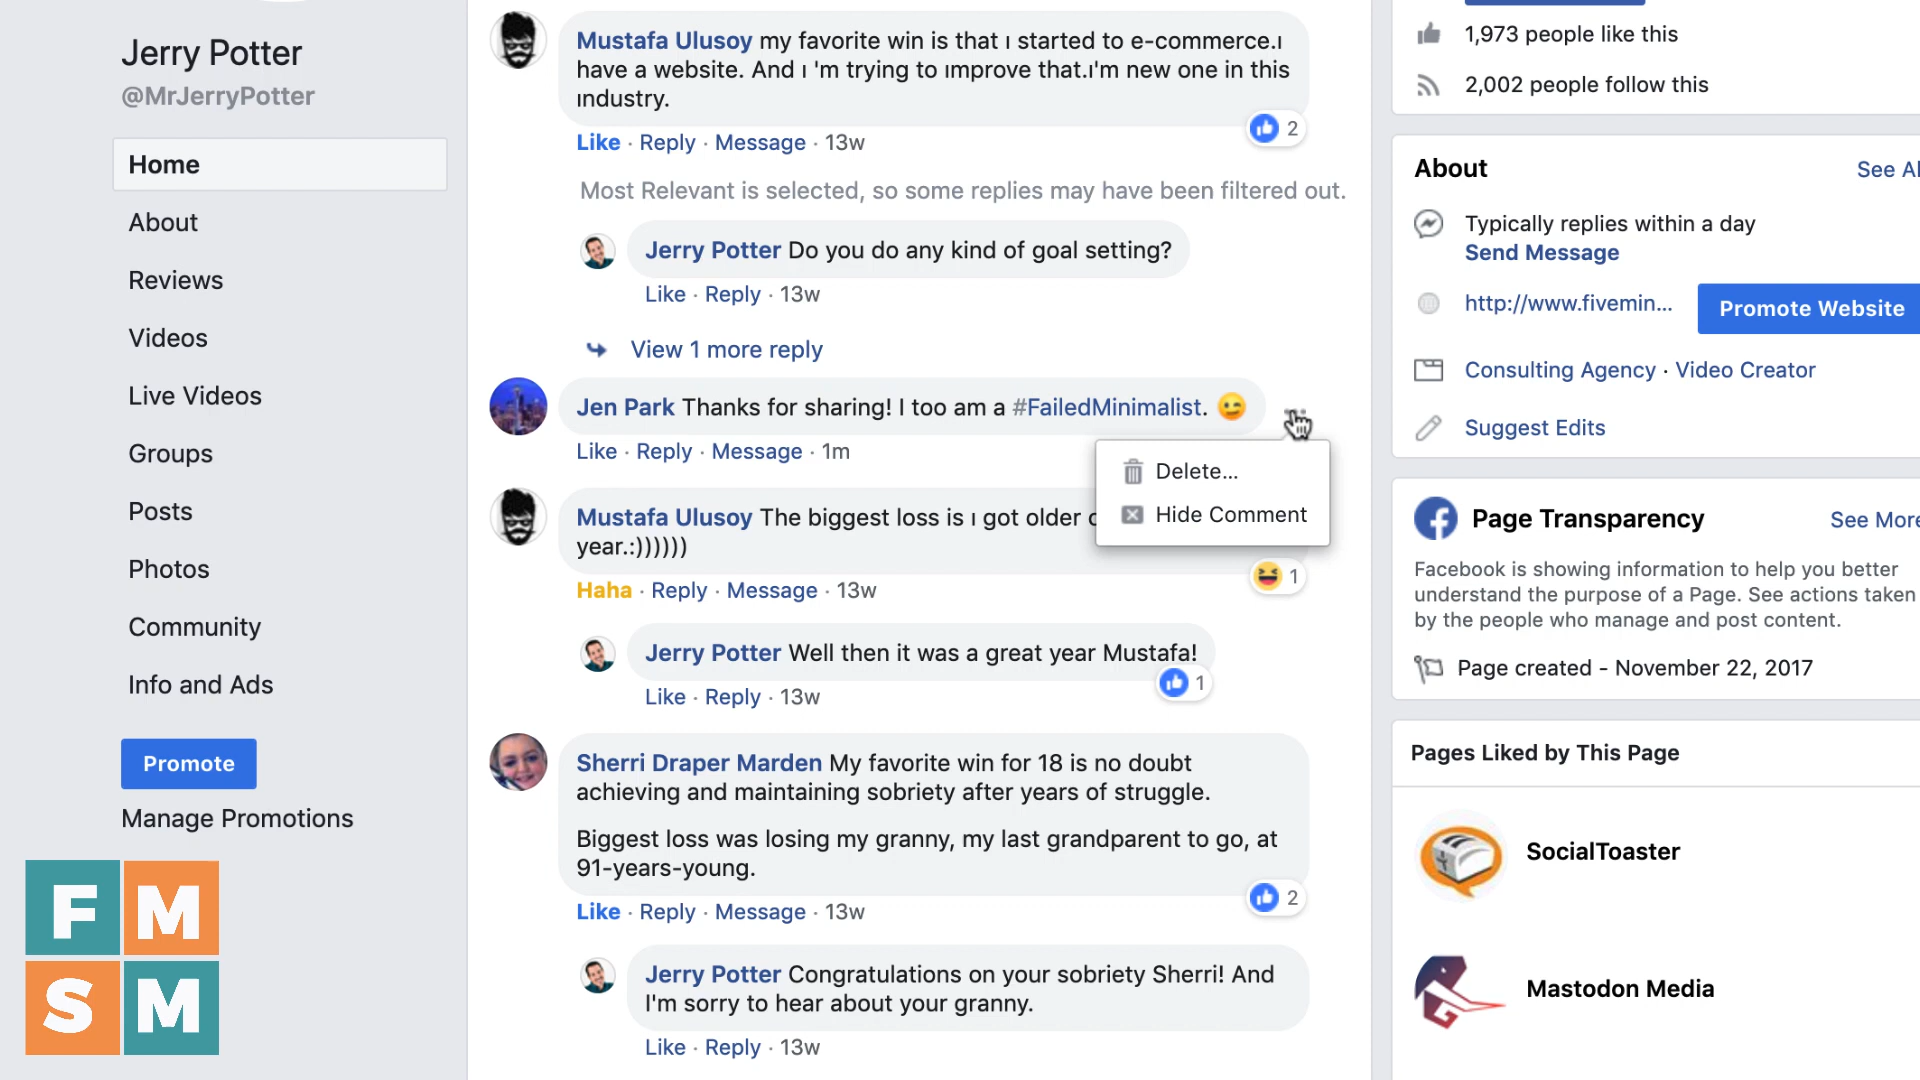 Jerry Potter
@MrJerryPotter
Home
About
Reviews
Videos
Live Videos
Groups
Posts
Photos
Community
Info and Ads
Promote
Manage Promotions
F M
S M
Mustafa Ulusoy my favorite win is that ı started to e-commerce.ı
have a website. And ı 'm trying to ımprove that.ı'm new one in this
ındustry.
2
Like · Reply · Message · 13w
Most Relevant is selected, so some replies may have been filtered out.
Jerry Potter Do you do any kind of goal setting?
Like · Reply · 13w
View 1 more reply
Jen Park Thanks for sharing! I too am a #FailedMinimalist. 😉
Like · Reply · Message · 1m
Delete...
Hide Comment
Mustafa Ulusoy The biggest loss is ı got older
year.:))))))
1
Haha · Reply · Message · 13w
Jerry Potter Well then it was a great year Mustafa!
1
Like · Reply · 13w
Sherri Draper Marden My favorite win for 18 is no doubt
achieving and maintaining sobriety after years of struggle.
Biggest loss was losing my granny, my last grandparent to go, at
91-years-young.
2
Like · Reply · Message · 13w
Jerry Potter Congratulations on your sobriety Sherri! And
I'm sorry to hear about your granny.
Like · Reply · 13w
1,973 people like this
2,002 people follow this
About
See Al
Typically replies within a day
Send Message
http://www.fivemin...
Promote Website
Consulting Agency · Video Creator
Suggest Edits
Page Transparency
See More
Facebook is showing information to help you better
understand the purpose of a Page. See actions taken
by the people who manage and post content.
Page created - November 22, 2017
Pages Liked by This Page
SocialToaster
Mastodon Media